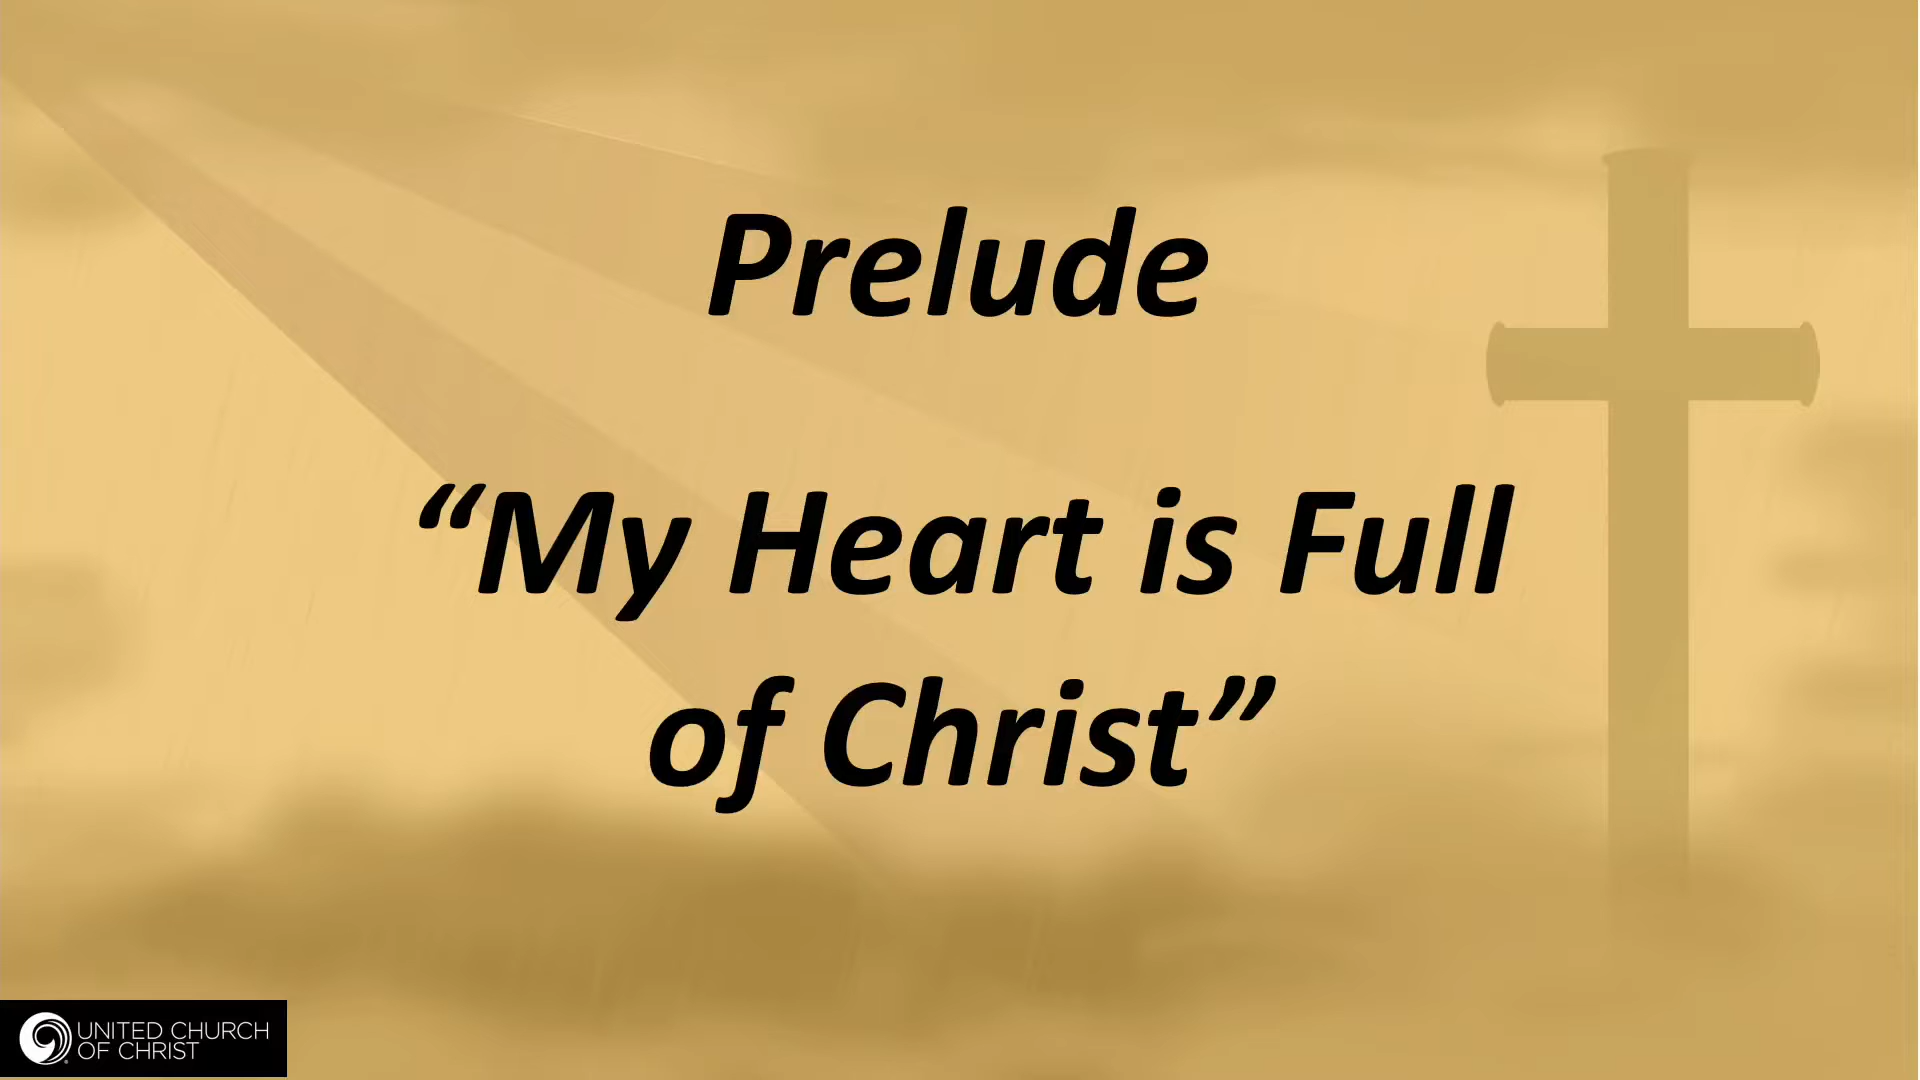 Prelude
“My Heart is Full
of Christ”
UNITED CHURCH
OF CHRIST